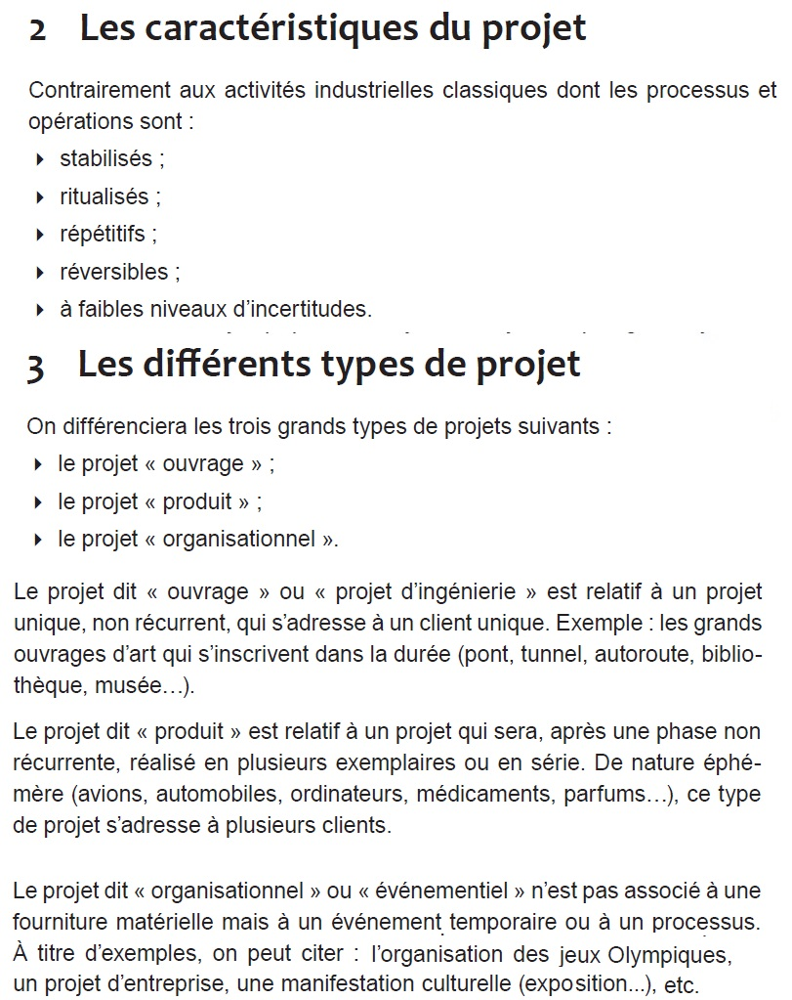 2 Les caractéristiques du projet
Contrairement aux activités industrielles classiques dont les processus et
opérations sont :
▸ stabilisés ;
▸ ritualisés ;
▸ répétitifs ;
▸ réversibles ;
▸ à faibles niveaux d’incertitudes.
3 Les différents types de projet
On différenciera les trois grands types de projets suivants :
▸ le projet « ouvrage » ;
▸ le projet « produit » ;
▸ le projet « organisationnel ».
Le projet dit « ouvrage » ou « projet d’ingénierie » est relatif à un projet
unique, non récurrent, qui s’adresse à un client unique. Exemple : les grands
ouvrages d’art qui s’inscrivent dans la durée (pont, tunnel, autoroute, biblio-
thèque, musée…).
Le projet dit « produit » est relatif à un projet qui sera, après une phase non
récurrente, réalisé en plusieurs exemplaires ou en série. De nature éphé-
mère (avions, automobiles, ordinateurs, médicaments, parfums…), ce type
de projet s’adresse à plusieurs clients.
Le projet dit « organisationnel » ou « événementiel » n’est pas associé à une
fourniture matérielle mais à un événement temporaire ou à un processus.
À titre d’exemples, on peut citer : l’organisation des jeux Olympiques,
un projet d’entreprise, une manifestation culturelle (exposition...), etc.